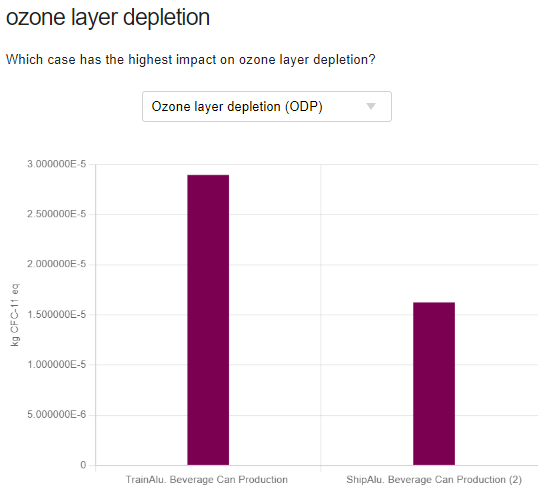 ozone layer depletion
Which case has the highest impact on ozone layer depletion?
Ozone layer depletion (ODP)
3.000000E-5
2.500000E-5
2.000000E-5
1.500000E-5
1.000000E-5
5.000000E-6
0
kg CFC-11 eq
TrainAlu. Beverage Can Production
ShipAlu. Beverage Can Production (2)